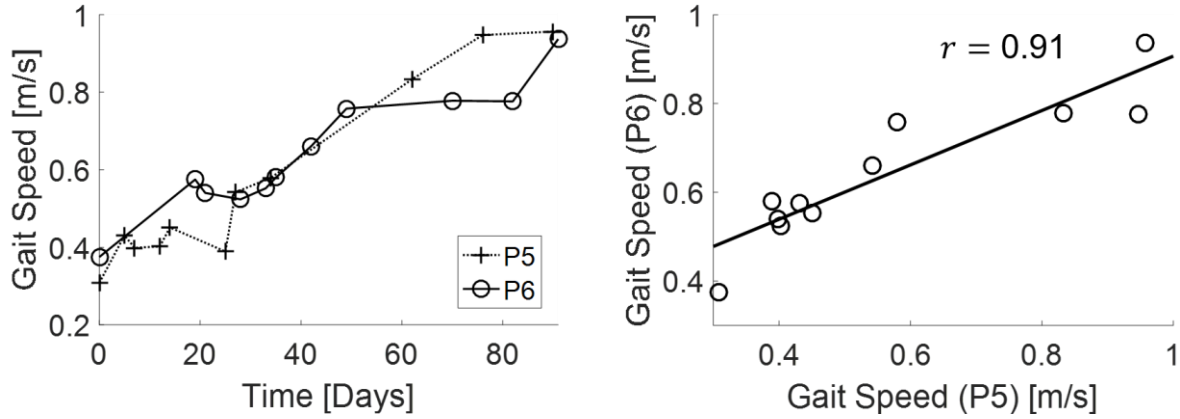 Gait Speed [m/s]
1
0.8
0.6
0.4
0.2
0
20
40
60
80
Time [Days]
P5
P6
Gait Speed (P6) [m/s]
1
0.8
0.6
0.4
0.4
0.6
0.8
1
Gait Speed (P5) [m/s]
r = 0.91